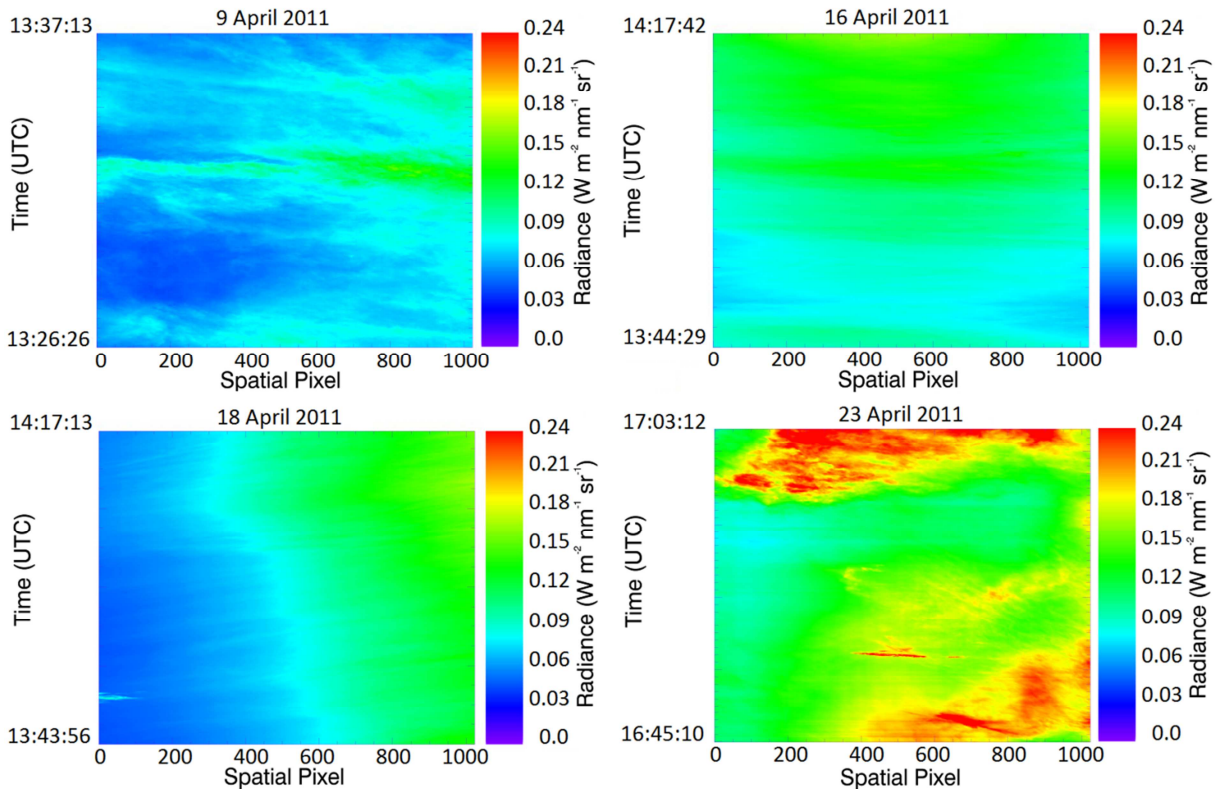 9 April 2011
13:37:13
Time (UTC)
13:26:26
0 200 400 600 800 1000
Spatial Pixel
0.24
0.21
0.18
0.15
0.12
0.09
0.06
0.03
0.0
Radiance (W m⁻² nm⁻¹ sr⁻¹)
16 April 2011
14:17:42
Time (UTC)
13:44:29
0 200 400 600 800 1000
Spatial Pixel
0.24
0.21
0.18
0.15
0.12
0.09
0.06
0.03
0.0
Radiance (W m⁻² nm⁻¹ sr⁻¹)
18 April 2011
14:17:13
Time (UTC)
13:43:56
0 200 400 600 800 1000
Spatial Pixel
0.24
0.21
0.18
0.15
0.12
0.09
0.06
0.03
0.0
Radiance (W m⁻² nm⁻¹ sr⁻¹)
23 April 2011
17:03:12
Time (UTC)
16:45:10
0 200 400 600 800 1000
Spatial Pixel
0.24
0.21
0.18
0.15
0.12
0.09
0.06
0.03
0.0
Radiance (W m⁻² nm⁻¹ sr⁻¹)